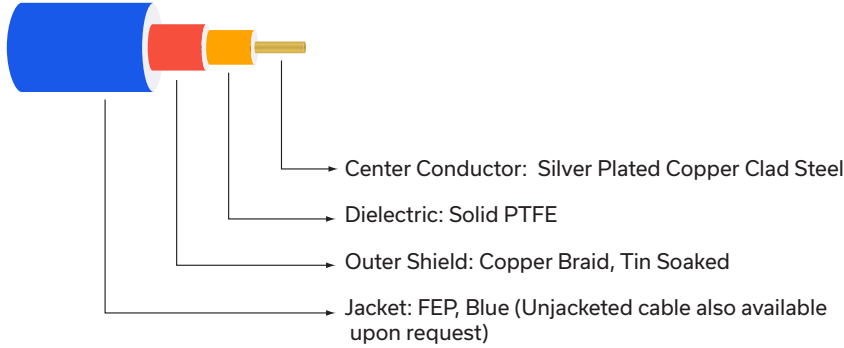 Center Conductor:  Silver Plated Copper Clad Steel
Dielectric: Solid PTFE
Outer Shield: Copper Braid, Tin Soaked
Jacket: FEP, Blue (Unjacketed cable also available
upon request)